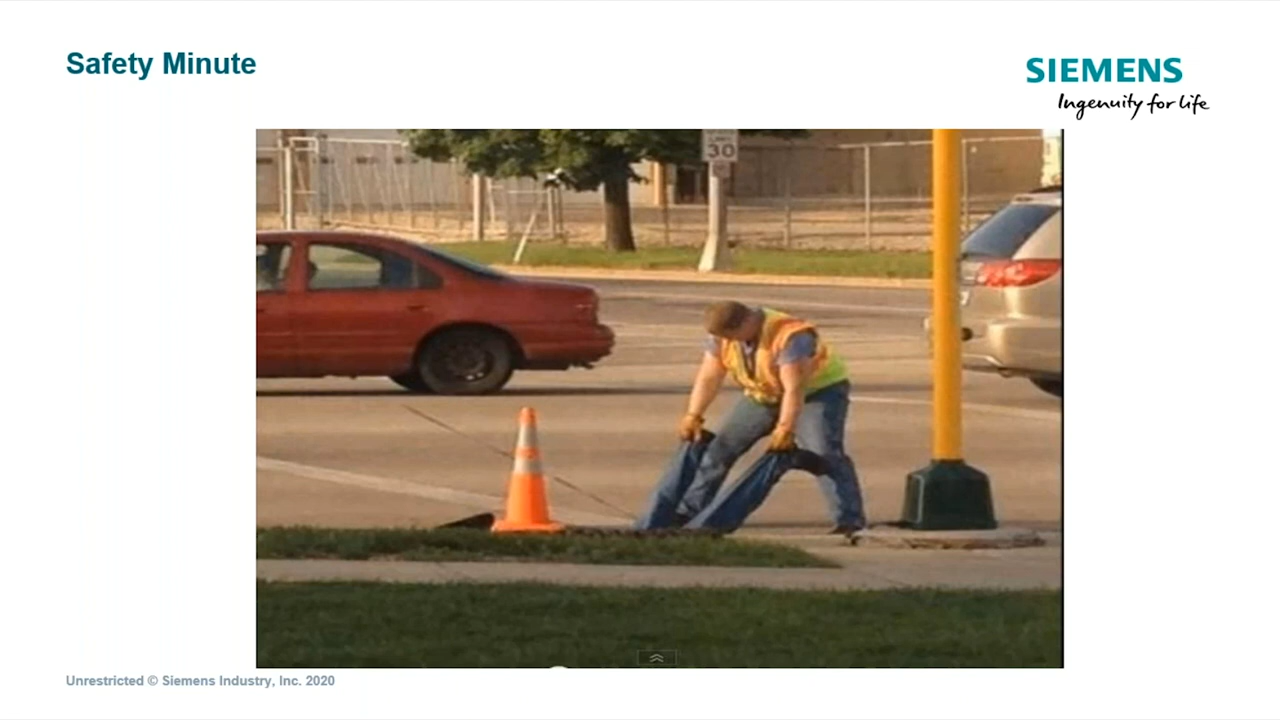 Safety Minute
SIEMENS
Ingenuity for life
30
Unrestricted © Siemens Industry, Inc. 2020